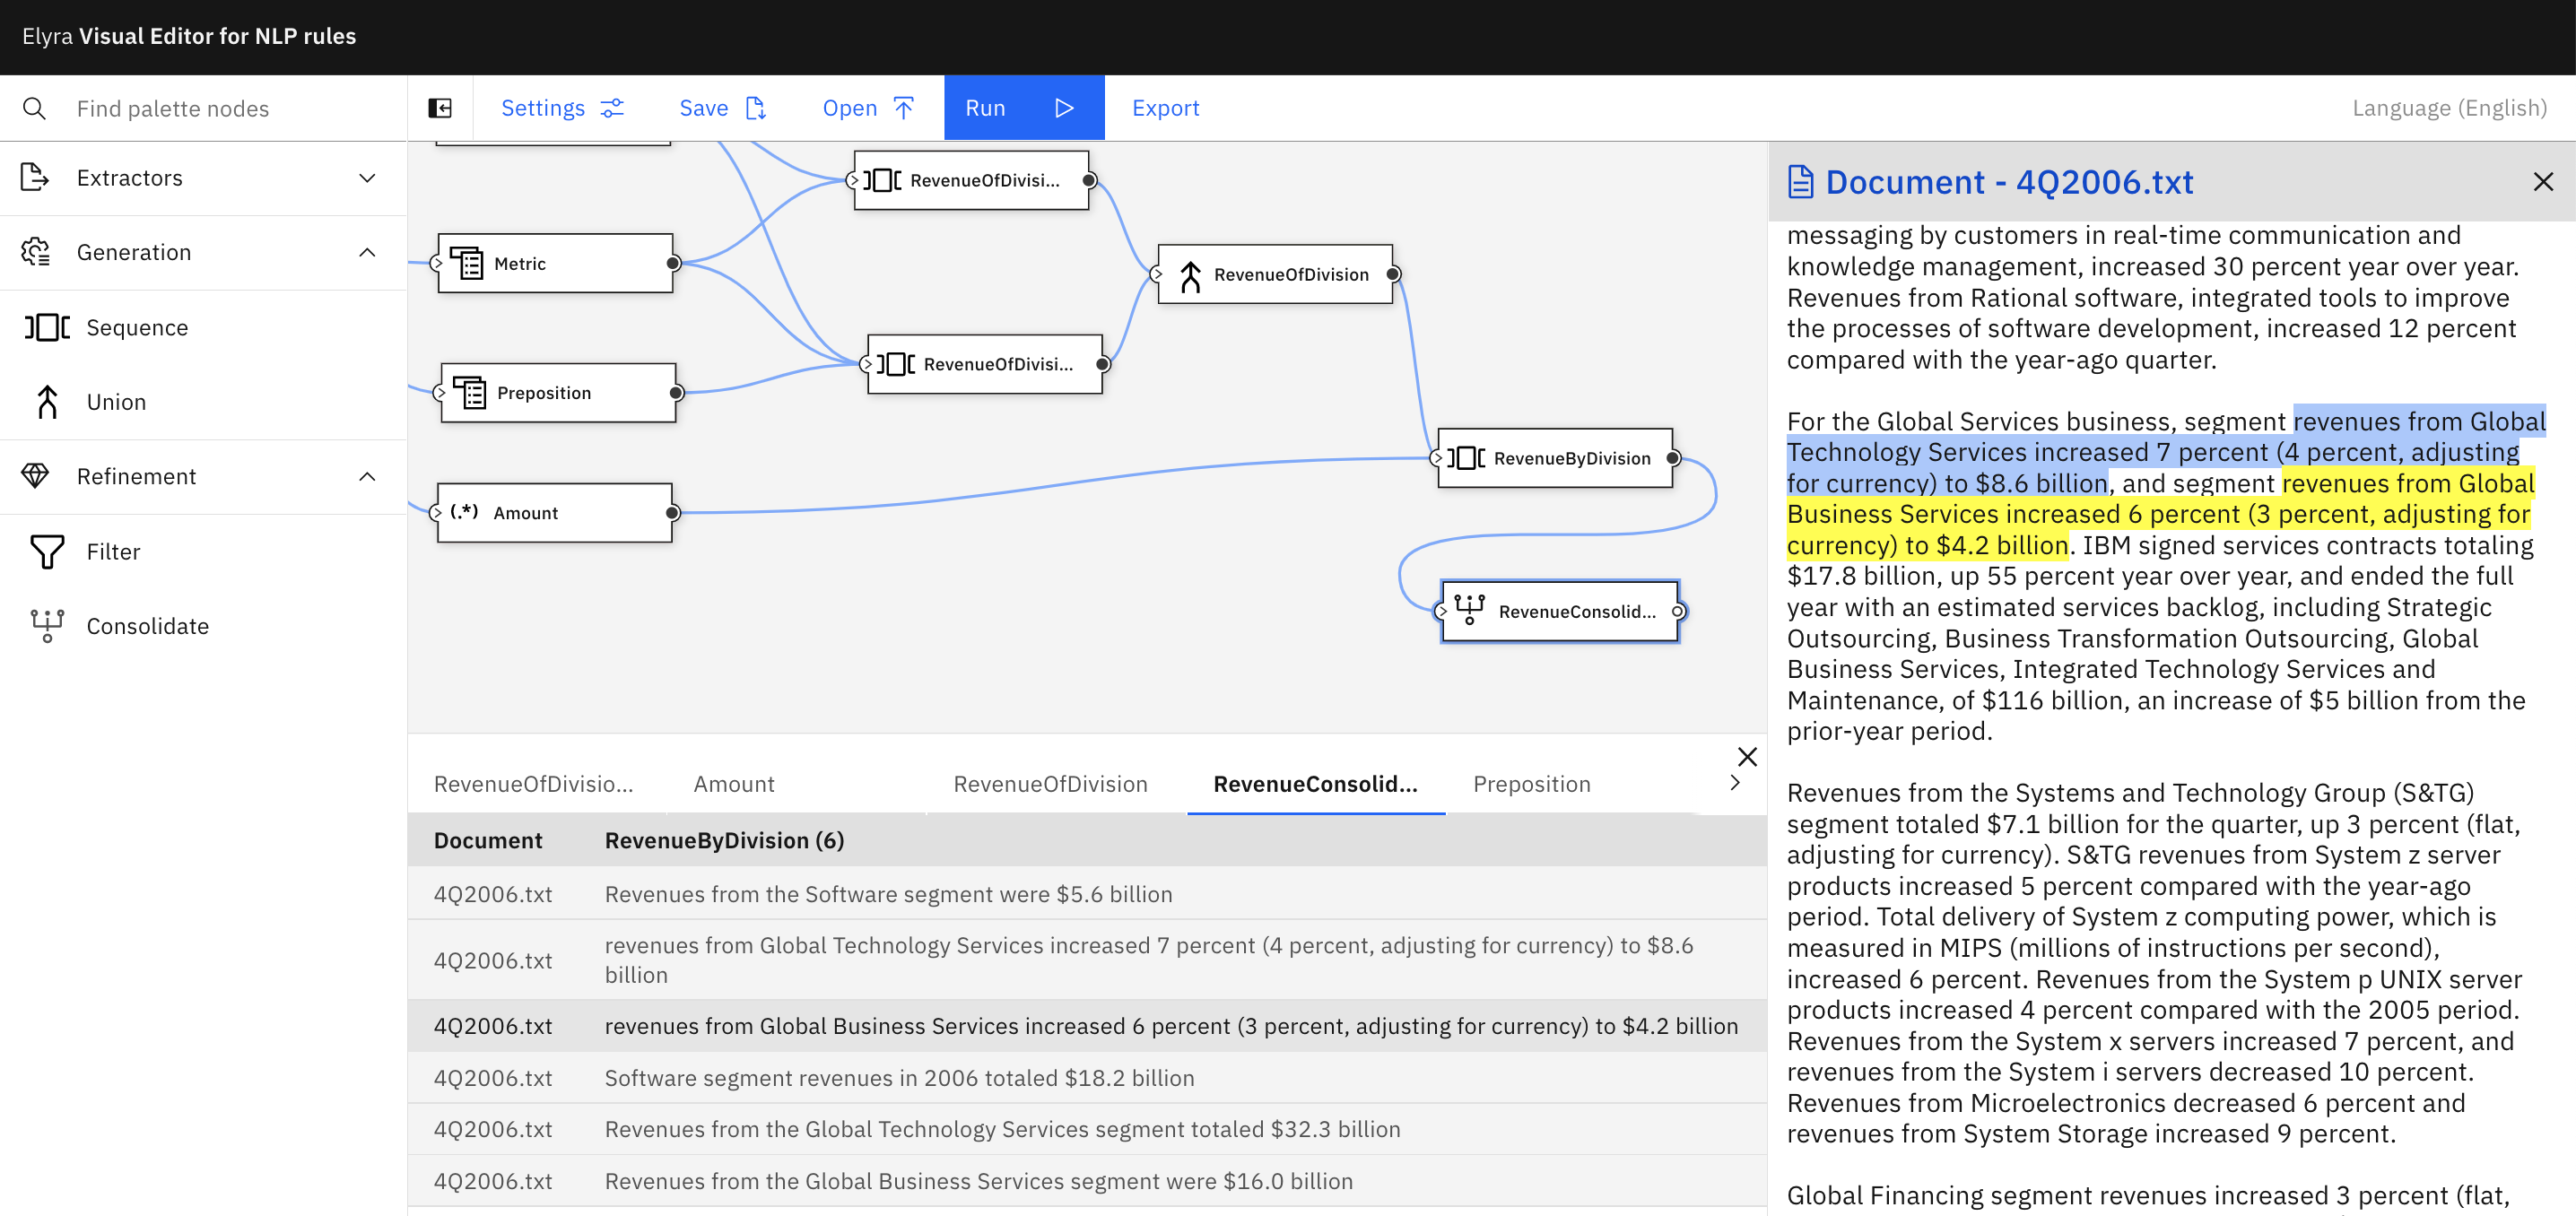 Elyra Visual Editor for NLP rules
Find palette nodes
Settings
Save
Open
Run
Export
Language (English)
Extractors
Generation
Sequence
Union
Refinement
Filter
Consolidate
RevenueOfDivisi...
Metric
RevenueOfDivision
RevenueOfDivisi...
Preposition
RevenueByDivision
(.*) Amount
RevenueConsolid...
RevenueOfDivisio...
Amount
RevenueOfDivision
RevenueConsolid...
Preposition
Document RevenueByDivision (6)
4Q2006.txt Revenues from the Software segment were $5.6 billion
4Q2006.txt revenues from Global Technology Services increased 7 percent (4 percent, adjusting for currency) to $8.6
billion
4Q2006.txt revenues from Global Business Services increased 6 percent (3 percent, adjusting for currency) to $4.2 billion
4Q2006.txt Software segment revenues in 2006 totaled $18.2 billion
4Q2006.txt Revenues from the Global Technology Services segment totaled $32.3 billion
4Q2006.txt Revenues from the Global Business Services segment were $16.0 billion
Document - 4Q2006.txt
messaging by customers in real-time communication and
knowledge management, increased 30 percent year over year.
Revenues from Rational software, integrated tools to improve
the processes of software development, increased 12 percent
compared with the year-ago quarter.
For the Global Services business, segment revenues from Global
Technology Services increased 7 percent (4 percent, adjusting
for currency) to $8.6 billion, and segment revenues from Global
Business Services increased 6 percent (3 percent, adjusting for
currency) to $4.2 billion. IBM signed services contracts totaling
$17.8 billion, up 55 percent year over year, and ended the full
year with an estimated services backlog, including Strategic
Outsourcing, Business Transformation Outsourcing, Global
Business Services, Integrated Technology Services and
Maintenance, of $116 billion, an increase of $5 billion from the
prior-year period.
Revenues from the Systems and Technology Group (S&TG)
segment totaled $7.1 billion for the quarter, up 3 percent (flat,
adjusting for currency). S&TG revenues from System z server
products increased 5 percent compared with the year-ago
period. Total delivery of System z computing power, which is
measured in MIPS (millions of instructions per second),
increased 6 percent. Revenues from the System p UNIX server
products increased 4 percent compared with the 2005 period.
Revenues from the System x servers increased 7 percent, and
revenues from the System i servers decreased 10 percent.
Revenues from Microelectronics decreased 6 percent and
revenues from System Storage increased 9 percent.
Global Financing segment revenues increased 3 percent (flat,